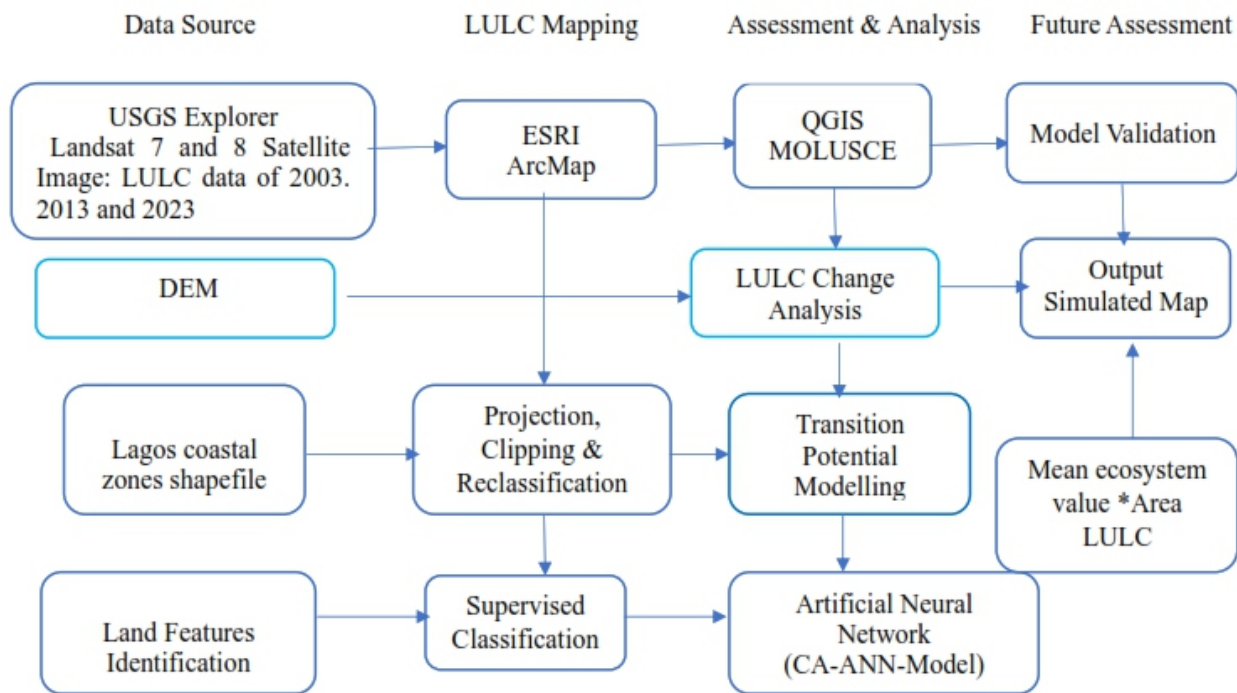 Data Source
LULC Mapping
Assessment & Analysis
Future Assessment
USGS Explorer
Landsat 7 and 8 Satellite
Image: LULC data of 2003.
2013 and 2023
ESRI
ArcMap
QGIS
MOLUSCE
Model Validation
DEM
LULC Change
Analysis
Output
Simulated Map
Lagos coastal
zones shapefile
Projection,
Clipping &
Reclassification
Transition
Potential
Modelling
Mean ecosystem
value *Area
LULC
Land Features
Identification
Supervised
Classification
Artificial Neural
Network
(CA-ANN-Model)